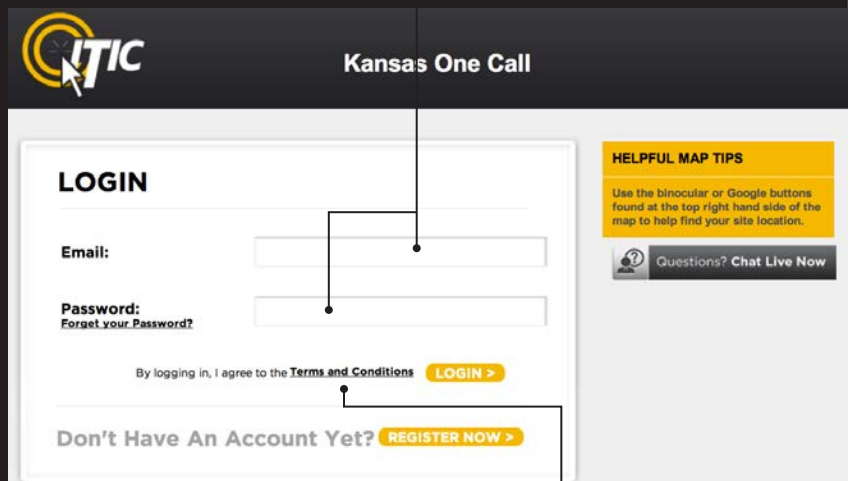 ITIC
Kansas One Call
LOGIN
Email:
Password:
Forget your Password?
By logging in, I agree to the Terms and Conditions LOGIN >
Don't Have An Account Yet? REGISTER NOW >
HELPFUL MAP TIPS
Use the binocular or Google buttons
found at the top right hand side of the
map to help find your site location.
Questions? Chat Live Now